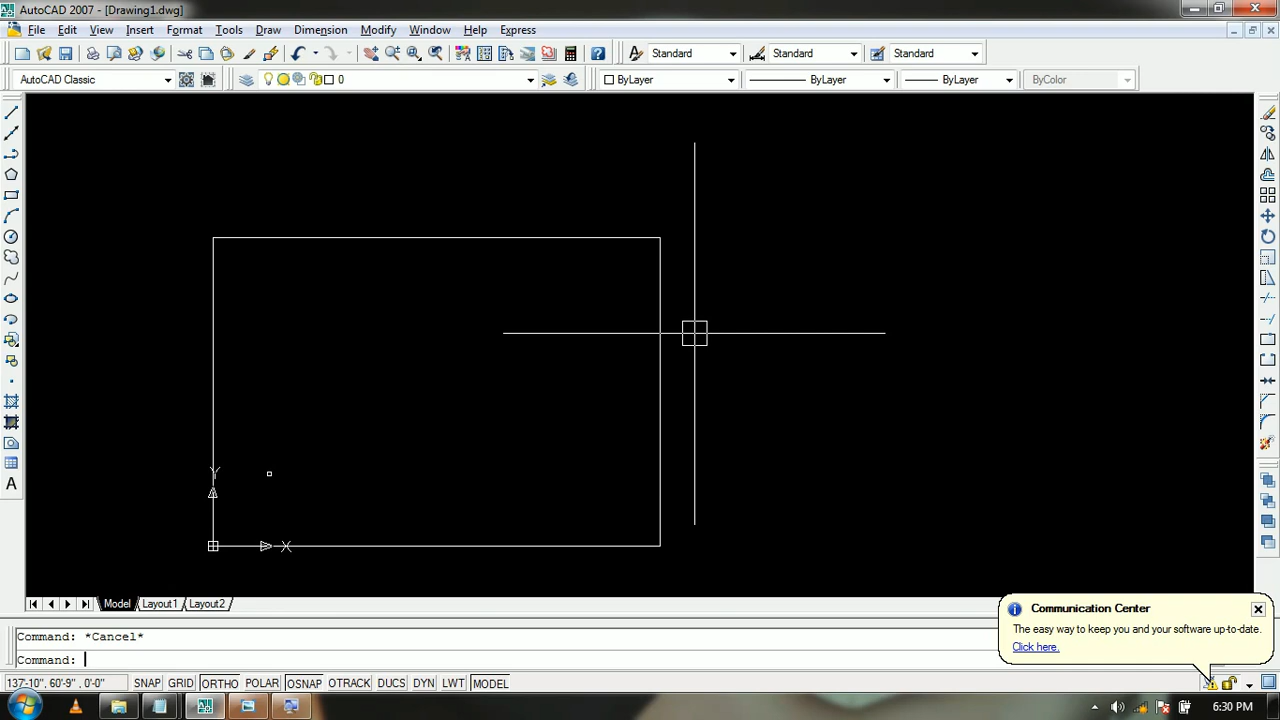 AutoCAD 2007 - [Drawing1.dwg]
File Edit View Insert Format Tools Draw Dimension Modify Window Help Express
Standard Standard Standard
AutoCAD Classic 0 ByLayer ByLayer ByLayer ByColor
Y
X
A
Model Layout1 Layout2
Communication Center
The easy way to keep you and your software up-to-date.
Click here.
Command: *Cancel*
Command:
137'-10", 60'-9" , 0'-0" SNAP GRID ORTHO POLAR OSNAP OTRACK DUCS DYN LWT MODEL
6:30 PM